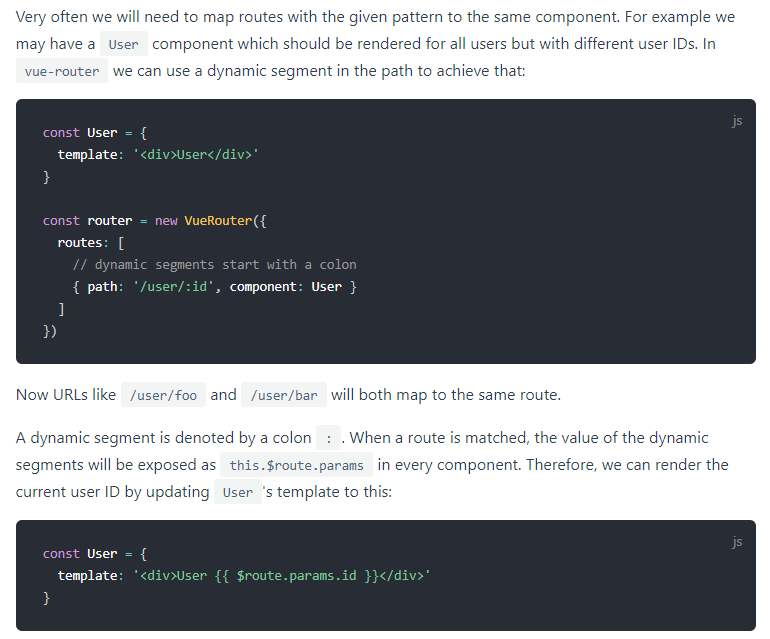 Very often we will need to map routes with the given pattern to the same component. For example we
may have a User component which should be rendered for all users but with different user IDs. In
vue-router we can use a dynamic segment in the path to achieve that:
js
const User = {
  template: '<div>User</div>'
}

const router = new VueRouter({
  routes: [
    // dynamic segments start with a colon
    { path: '/user/:id', component: User }
  ]
})
Now URLs like /user/foo and /user/bar will both map to the same route.
A dynamic segment is denoted by a colon : . When a route is matched, the value of the dynamic
segments will be exposed as this.$route.params in every component. Therefore, we can render the
current user ID by updating User 's template to this:
js
const User = {
  template: '<div>User {{ $route.params.id }}</div>'
}